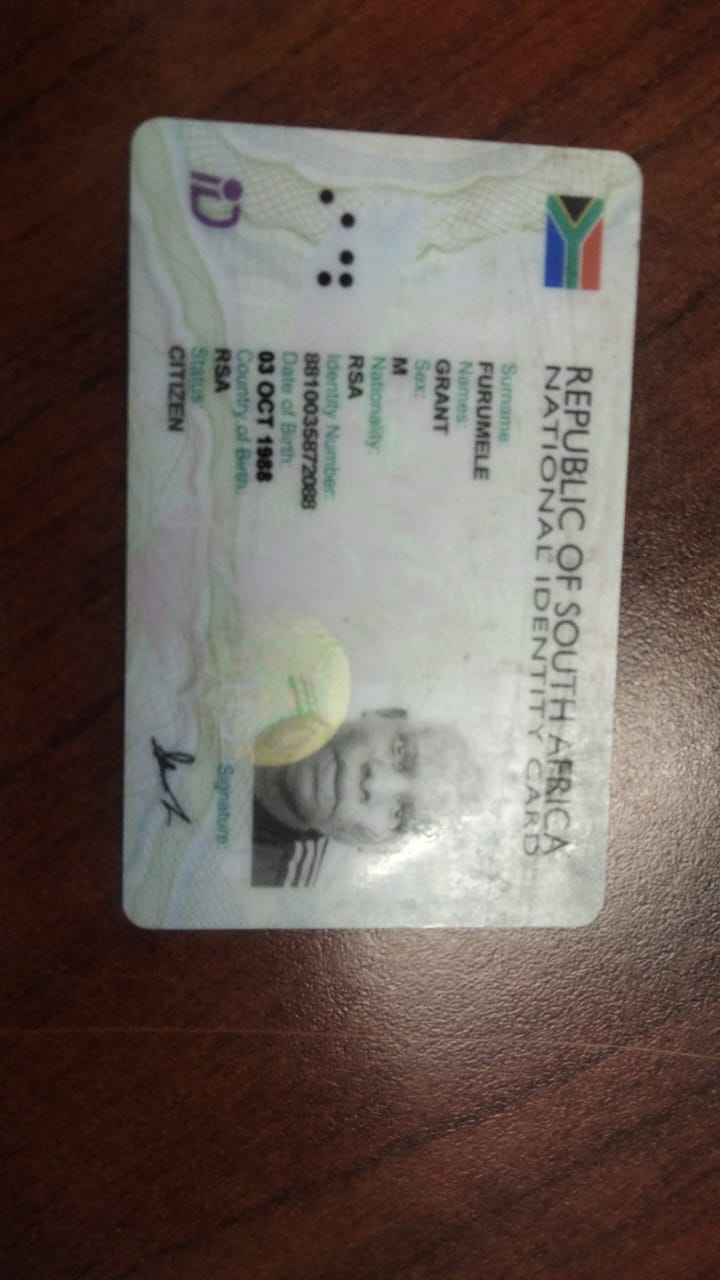 REPUBLIC OF SOUTH AFRICA
NATIONAL IDENTITY CARD
Surname:
FURUMELE
Names:
GRANT
Sex:
M
Nationality:
RSA
Identity Number:
8810035872088
Date of Birth:
03 OCT 1988
Country of Birth:
RSA
Status:
CITIZEN
Signature:
iD